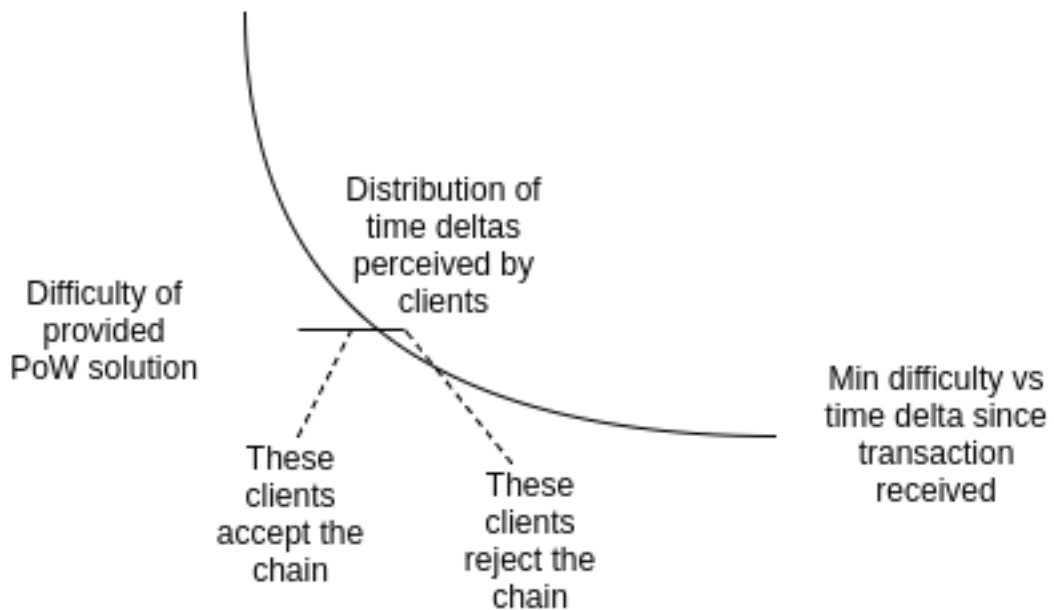 Distribution of
time deltas
perceived by
clients
Difficulty of
provided
PoW solution
Min difficulty vs
time delta since
transaction
received
These
clients
accept the
chain
These
clients
reject the
chain